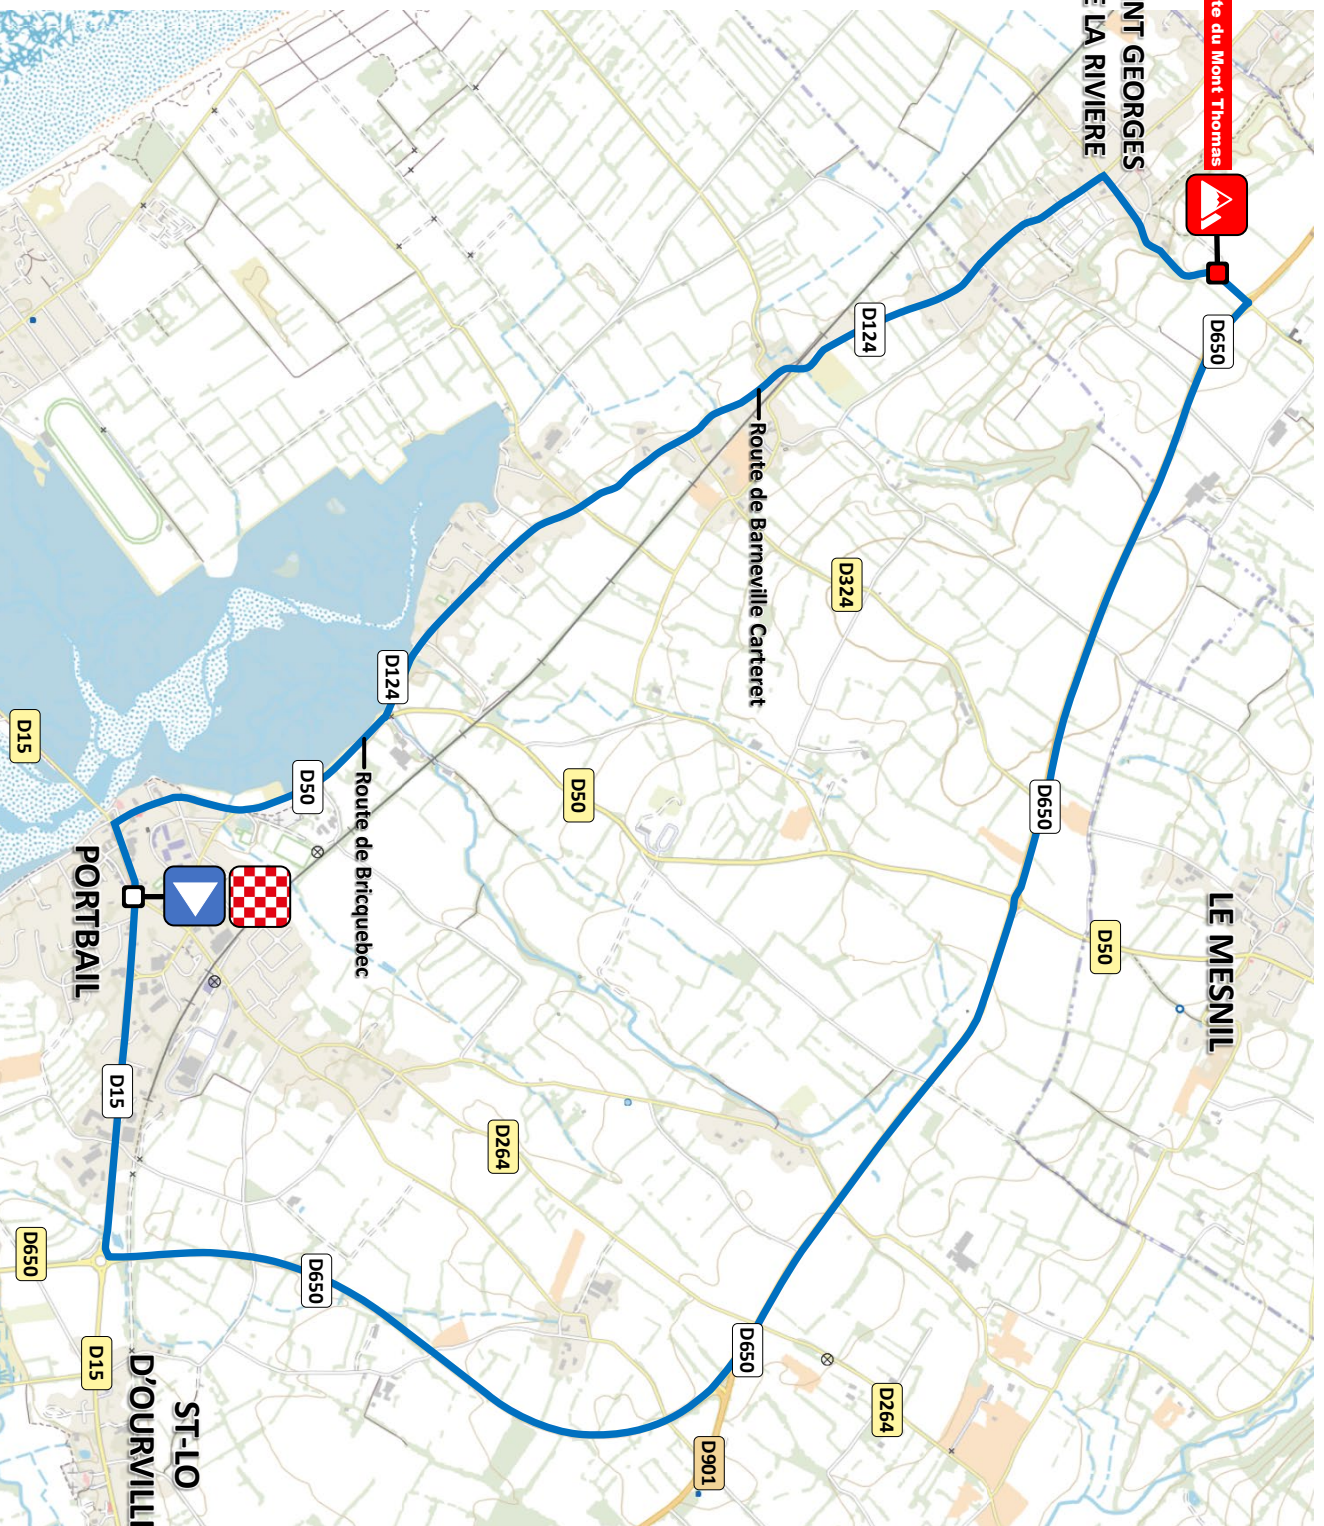 te du Mont Thomas
NT GEORGES
E LA RIVIERE
D650
D124
Route de Barneville Carteret
D324
D124
D650
LE MESNIL
D50
D50
D15
D50
Route de Bricquebec
PORTBAIL
D15
D264
D650
D650
D650
D15
D264
D901
ST-LO
D'OURVILL